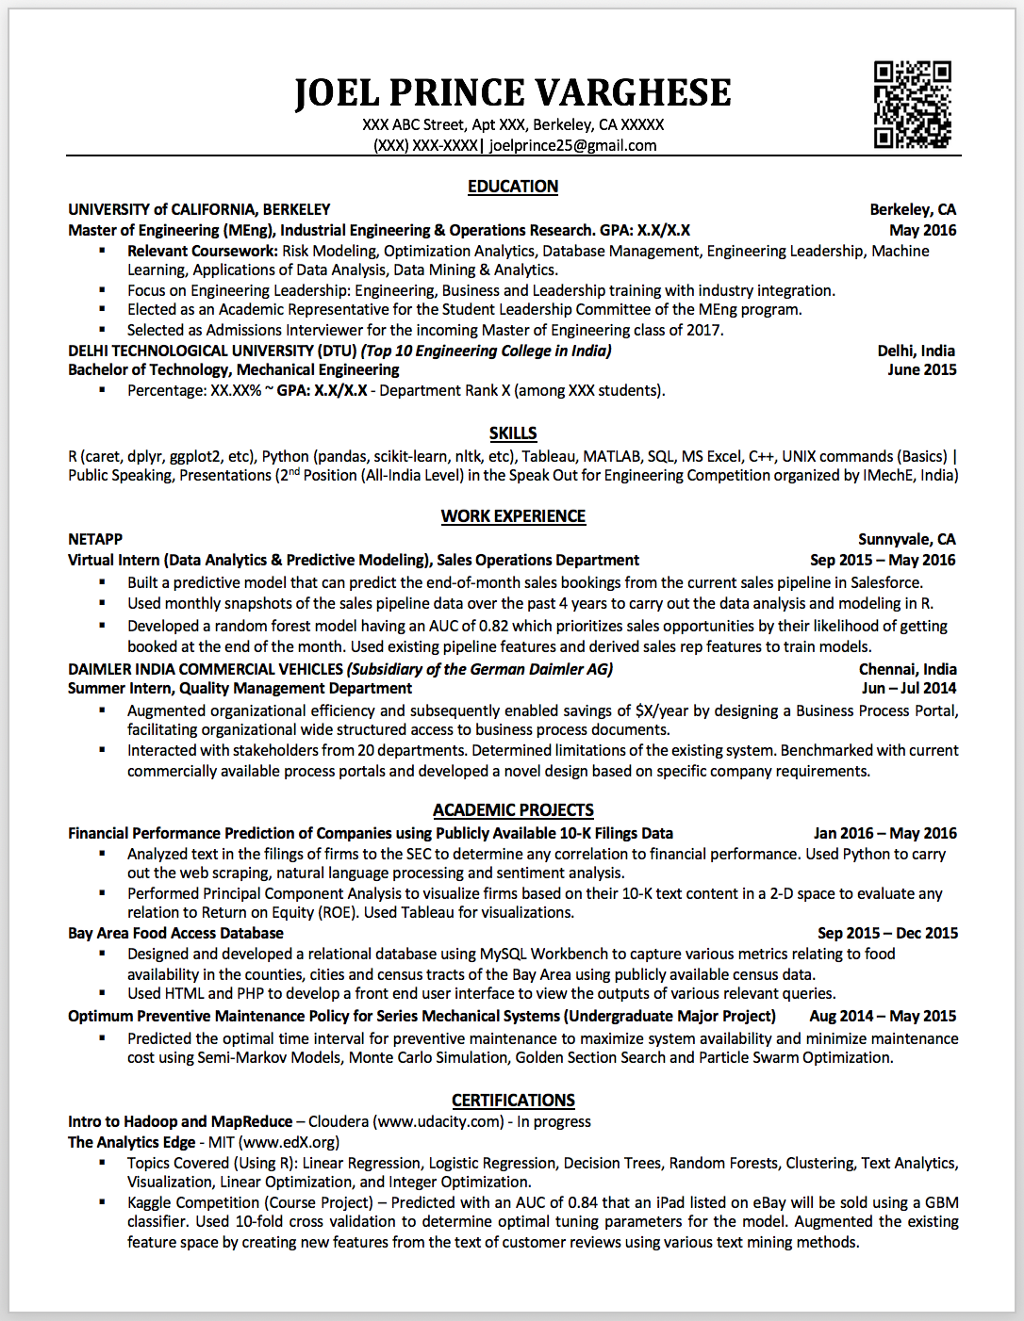 JOEL PRINCE VARGHESE
XXX ABC Street, Apt XXX, Berkeley, CA XXXXX
(XXX) XXX-XXXX| joelprince25@gmail.com
EDUCATION
UNIVERSITY of CALIFORNIA, BERKELEY Berkeley, CA
Master of Engineering (MEng), Industrial Engineering & Operations Research. GPA: X.X/X.X May 2016
▪ Relevant Coursework: Risk Modeling, Optimization Analytics, Database Management, Engineering Leadership, Machine
Learning, Applications of Data Analysis, Data Mining & Analytics.
▪ Focus on Engineering Leadership: Engineering, Business and Leadership training with industry integration.
▪ Elected as an Academic Representative for the Student Leadership Committee of the MEng program.
▪ Selected as Admissions Interviewer for the incoming Master of Engineering class of 2017.
DELHI TECHNOLOGICAL UNIVERSITY (DTU) (Top 10 Engineering College in India) Delhi, India
Bachelor of Technology, Mechanical Engineering June 2015
▪ Percentage: XX.XX% ~ GPA: X.X/X.X - Department Rank X (among XXX students).
SKILLS
R (caret, dplyr, ggplot2, etc), Python (pandas, scikit-learn, nltk, etc), Tableau, MATLAB, SQL, MS Excel, C++, UNIX commands (Basics) |
Public Speaking, Presentations (2nd Position (All-India Level) in the Speak Out for Engineering Competition organized by IMechE, India)
WORK EXPERIENCE
NETAPP Sunnyvale, CA
Virtual Intern (Data Analytics & Predictive Modeling), Sales Operations Department Sep 2015 – May 2016
▪ Built a predictive model that can predict the end-of-month sales bookings from the current sales pipeline in Salesforce.
▪ Used monthly snapshots of the sales pipeline data over the past 4 years to carry out the data analysis and modeling in R.
▪ Developed a random forest model having an AUC of 0.82 which prioritizes sales opportunities by their likelihood of getting
booked at the end of the month. Used existing pipeline features and derived sales rep features to train models.
DAIMLER INDIA COMMERCIAL VEHICLES (Subsidiary of the German Daimler AG) Chennai, India
Summer Intern, Quality Management Department Jun – Jul 2014
▪ Augmented organizational efficiency and subsequently enabled savings of $X/year by designing a Business Process Portal,
facilitating organizational wide structured access to business process documents.
▪ Interacted with stakeholders from 20 departments. Determined limitations of the existing system. Benchmarked with current
commercially available process portals and developed a novel design based on specific company requirements.
ACADEMIC PROJECTS
Financial Performance Prediction of Companies using Publicly Available 10-K Filings Data Jan 2016 – May 2016
▪ Analyzed text in the filings of firms to the SEC to determine any correlation to financial performance. Used Python to carry
out the web scraping, natural language processing and sentiment analysis.
▪ Performed Principal Component Analysis to visualize firms based on their 10-K text content in a 2-D space to evaluate any
relation to Return on Equity (ROE). Used Tableau for visualizations.
Bay Area Food Access Database Sep 2015 – Dec 2015
▪ Designed and developed a relational database using MySQL Workbench to capture various metrics relating to food
availability in the counties, cities and census tracts of the Bay Area using publicly available census data.
▪ Used HTML and PHP to develop a front end user interface to view the outputs of various relevant queries.
Optimum Preventive Maintenance Policy for Series Mechanical Systems (Undergraduate Major Project) Aug 2014 – May 2015
▪ Predicted the optimal time interval for preventive maintenance to maximize system availability and minimize maintenance
cost using Semi-Markov Models, Monte Carlo Simulation, Golden Section Search and Particle Swarm Optimization.
CERTIFICATIONS
Intro to Hadoop and MapReduce – Cloudera (www.udacity.com) - In progress
The Analytics Edge - MIT (www.edX.org)
▪ Topics Covered (Using R): Linear Regression, Logistic Regression, Decision Trees, Random Forests, Clustering, Text Analytics,
Visualization, Linear Optimization, and Integer Optimization.
▪ Kaggle Competition (Course Project) – Predicted with an AUC of 0.84 that an iPad listed on eBay will be sold using a GBM
classifier. Used 10-fold cross validation to determine optimal tuning parameters for the model. Augmented the existing
feature space by creating new features from the text of customer reviews using various text mining methods.